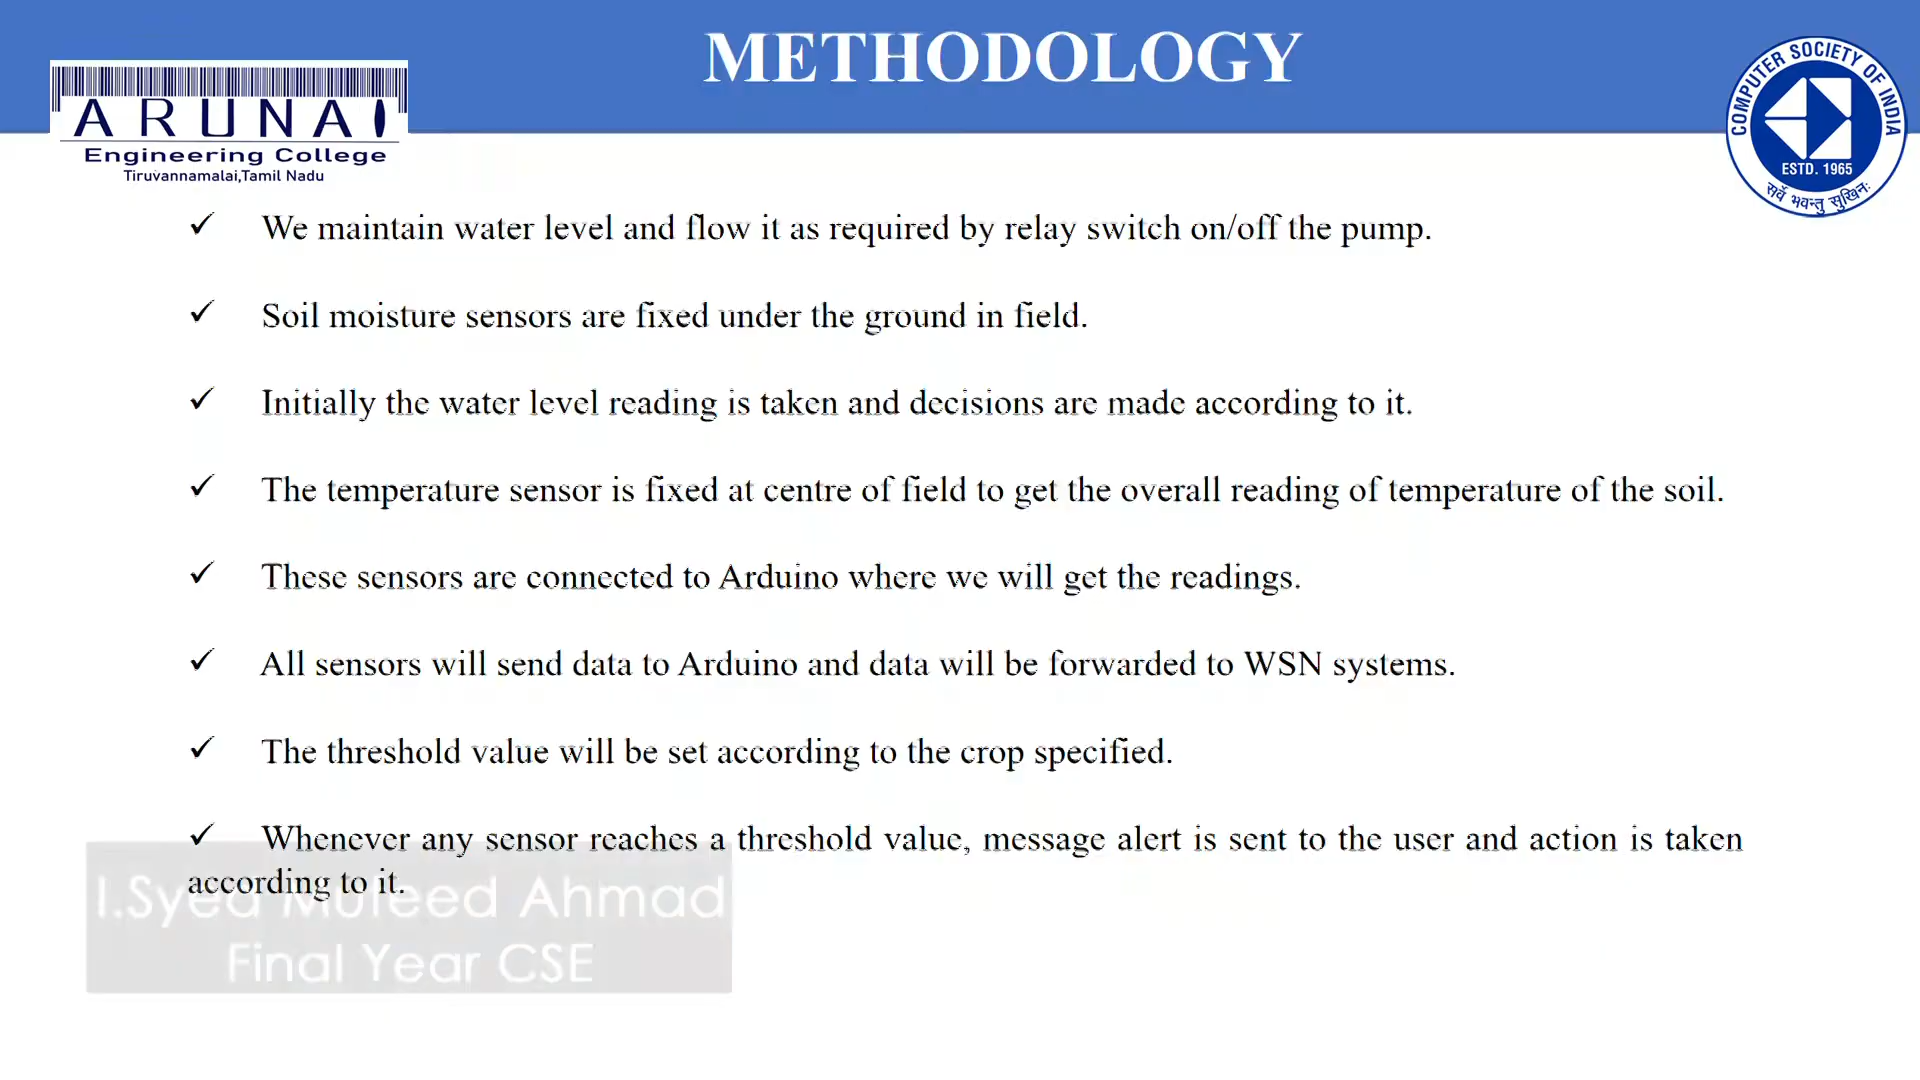 METHODOLOGY
ARUNAI
Engineering College
Tiruvannamalai,Tamil Nadu
COMPUTER SOCIETY OF INDIA
ESTD. 1965
सर्वे भवन्तु सुखिनः
✓ We maintain water level and flow it as required by relay switch on/off the pump.
✓ Soil moisture sensors are fixed under the ground in field.
✓ Initially the water level reading is taken and decisions are made according to it.
✓ The temperature sensor is fixed at centre of field to get the overall reading of temperature of the soil.
✓ These sensors are connected to Arduino where we will get the readings.
✓ All sensors will send data to Arduino and data will be forwarded to WSN systems.
✓ The threshold value will be set according to the crop specified.
✓ Whenever any sensor reaches a threshold value, message alert is sent to the user and action is taken
according to it.
I.Syed Mufeed Ahmad
Final Year CSE